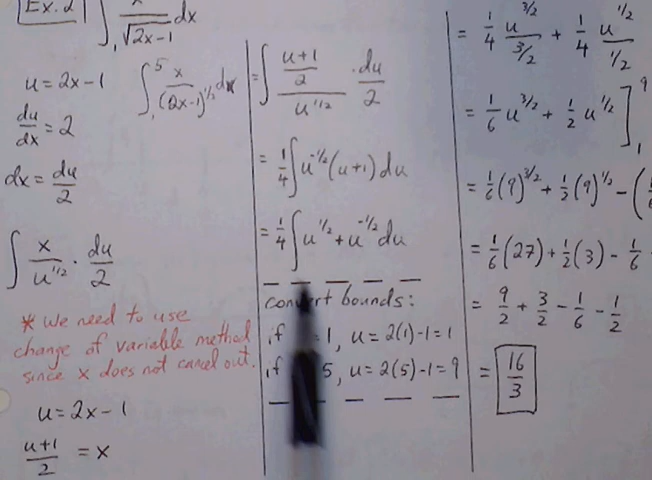 Ex. 2 ∫₁ x/√(2x-1) dx
u = 2x - 1
∫₁⁵ x/(2x-1)^(1/2) dx
du/dx = 2
dx = du/2
∫ x/u^(1/2) · du/2
* We need to use
change of variable method
since x does not cancel out.
u = 2x - 1
(u+1)/2 = x
= ∫ ((u+1)/2)/u^(1/2) · du/2
= 1/4 ∫ u^(-1/2) (u+1) du
= 1/4 ∫ u^(1/2) + u^(-1/2) du
convert bounds:
if = 1, u = 2(1)-1 = 1
if 5, u = 2(5)-1 = 9
= 1/4 u^(3/2)/(3/2) + 1/4 u^(1/2)/(1/2)
= 1/6 u^(3/2) + 1/2 u^(1/2) ]₁⁹
= 1/6 (9)^(3/2) + 1/2 (9)^(1/2) - (1/6
= 1/6 (27) + 1/2 (3) - 1/6
= 9/2 + 3/2 - 1/6 - 1/2
= 16/3